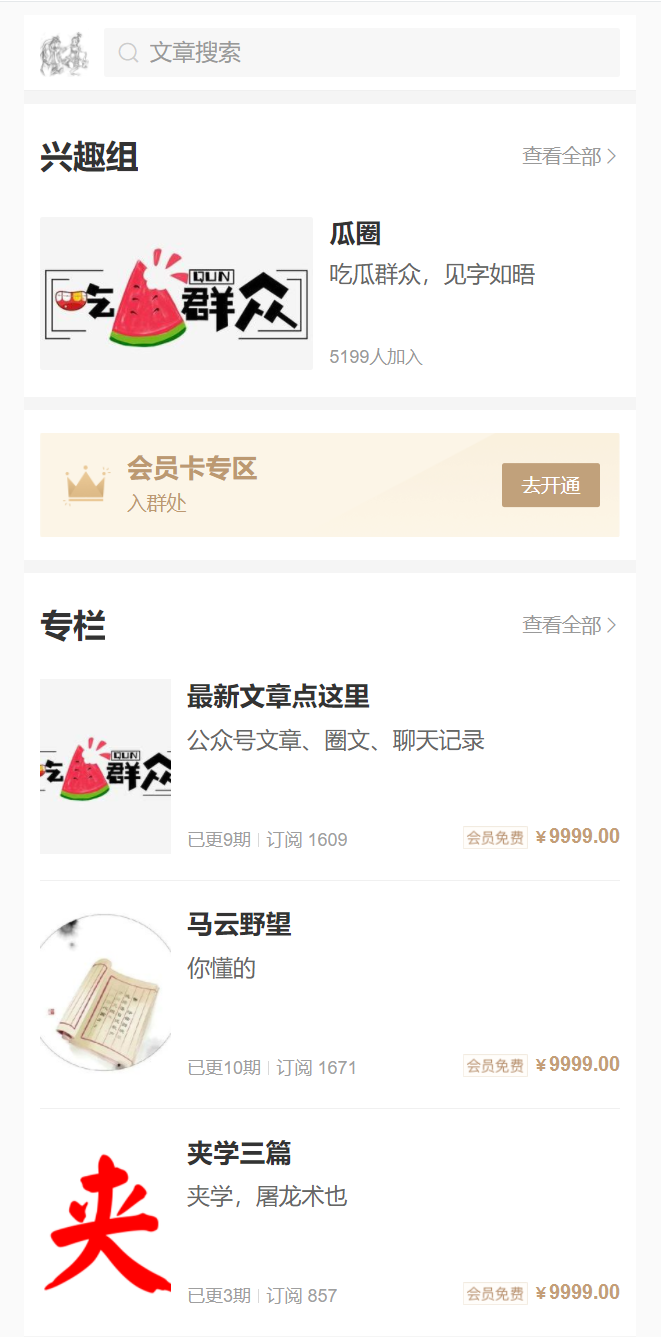 文章搜索
兴趣组
查看全部
吃 群众
QUN
瓜圈
吃瓜群众，见字如晤
5199人加入
会员卡专区
入群处
去开通
专栏
查看全部
吃 群众
QUN
最新文章点这里
公众号文章、圈文、聊天记录
已更9期 | 订阅 1609
会员免费 ¥9999.00
马云野望
你懂的
已更10期 | 订阅 1671
会员免费 ¥9999.00
夹
夹学三篇
夹学，屠龙术也
已更3期 | 订阅 857
会员免费 ¥9999.00